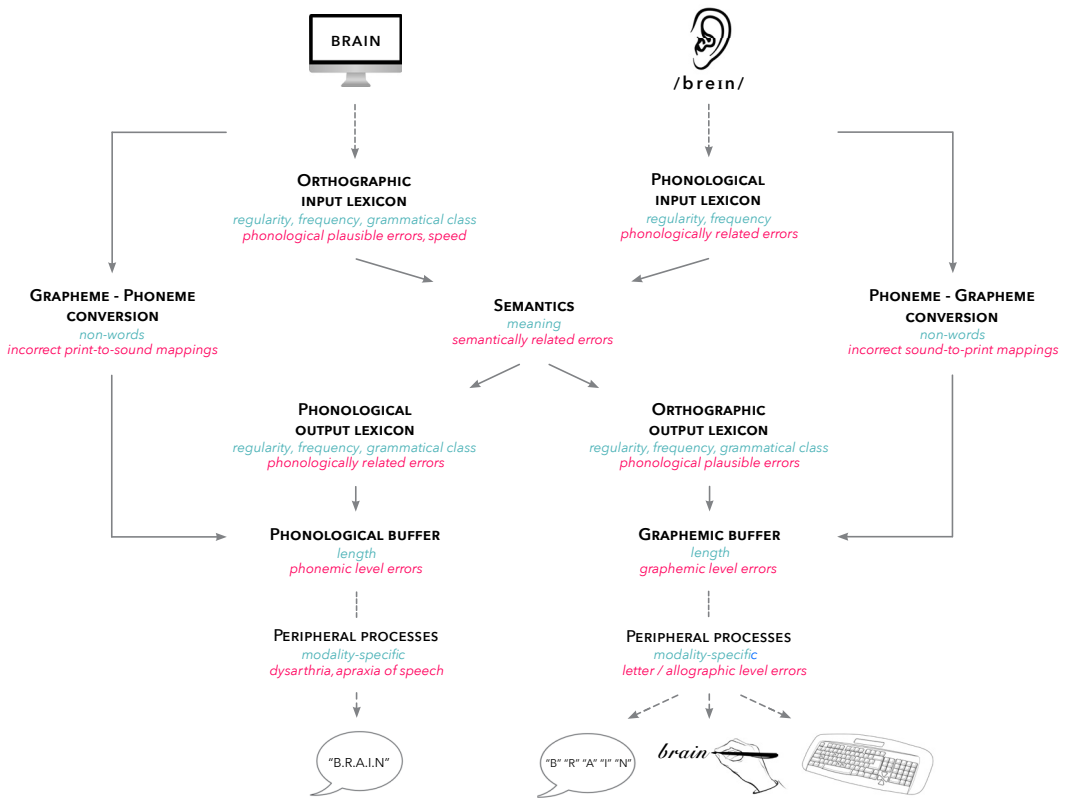 BRAIN
/breɪn/
ORTHOGRAPHIC
INPUT LEXICON
regularity, frequency, grammatical class
phonological plausible errors, speed
PHONOLOGICAL
INPUT LEXICON
regularity, frequency
phonologically related errors
GRAPHEME - PHONEME
CONVERSION
non-words
incorrect print-to-sound mappings
SEMANTICS
meaning
semantically related errors
PHONEME - GRAPHEME
CONVERSION
non-words
incorrect sound-to-print mappings
PHONOLOGICAL
OUTPUT LEXICON
regularity, frequency, grammatical class
phonologically related errors
ORTHOGRAPHIC
OUTPUT LEXICON
regularity, frequency, grammatical class
phonological plausible errors
PHONOLOGICAL BUFFER
length
phonemic level errors
GRAPHEMIC BUFFER
length
graphemic level errors
PERIPHERAL PROCESSES
modality-specific
dysarthria, apraxia of speech
PERIPHERAL PROCESSES
modality-specific
letter / allographic level errors
“B.R.A.I.N”
“B” “R” “A” “I” “N”
brain